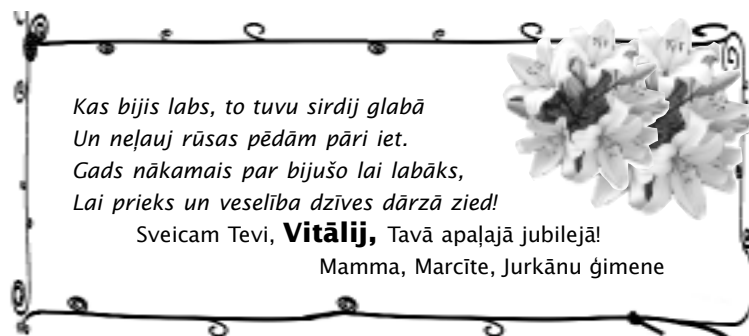 Kas bijis labs, to tuvu sirdij glabā
Un neļauj rūsas pēdām pāri iet.
Gads nākamais par bijušo lai labāks,
Lai prieks un veselība dzīves dārzā zied!
Sveicam Tevi, Vitālij, Tavā apaļajā jubilejā!
Mamma, Marcīte, Jurkānu ģimene